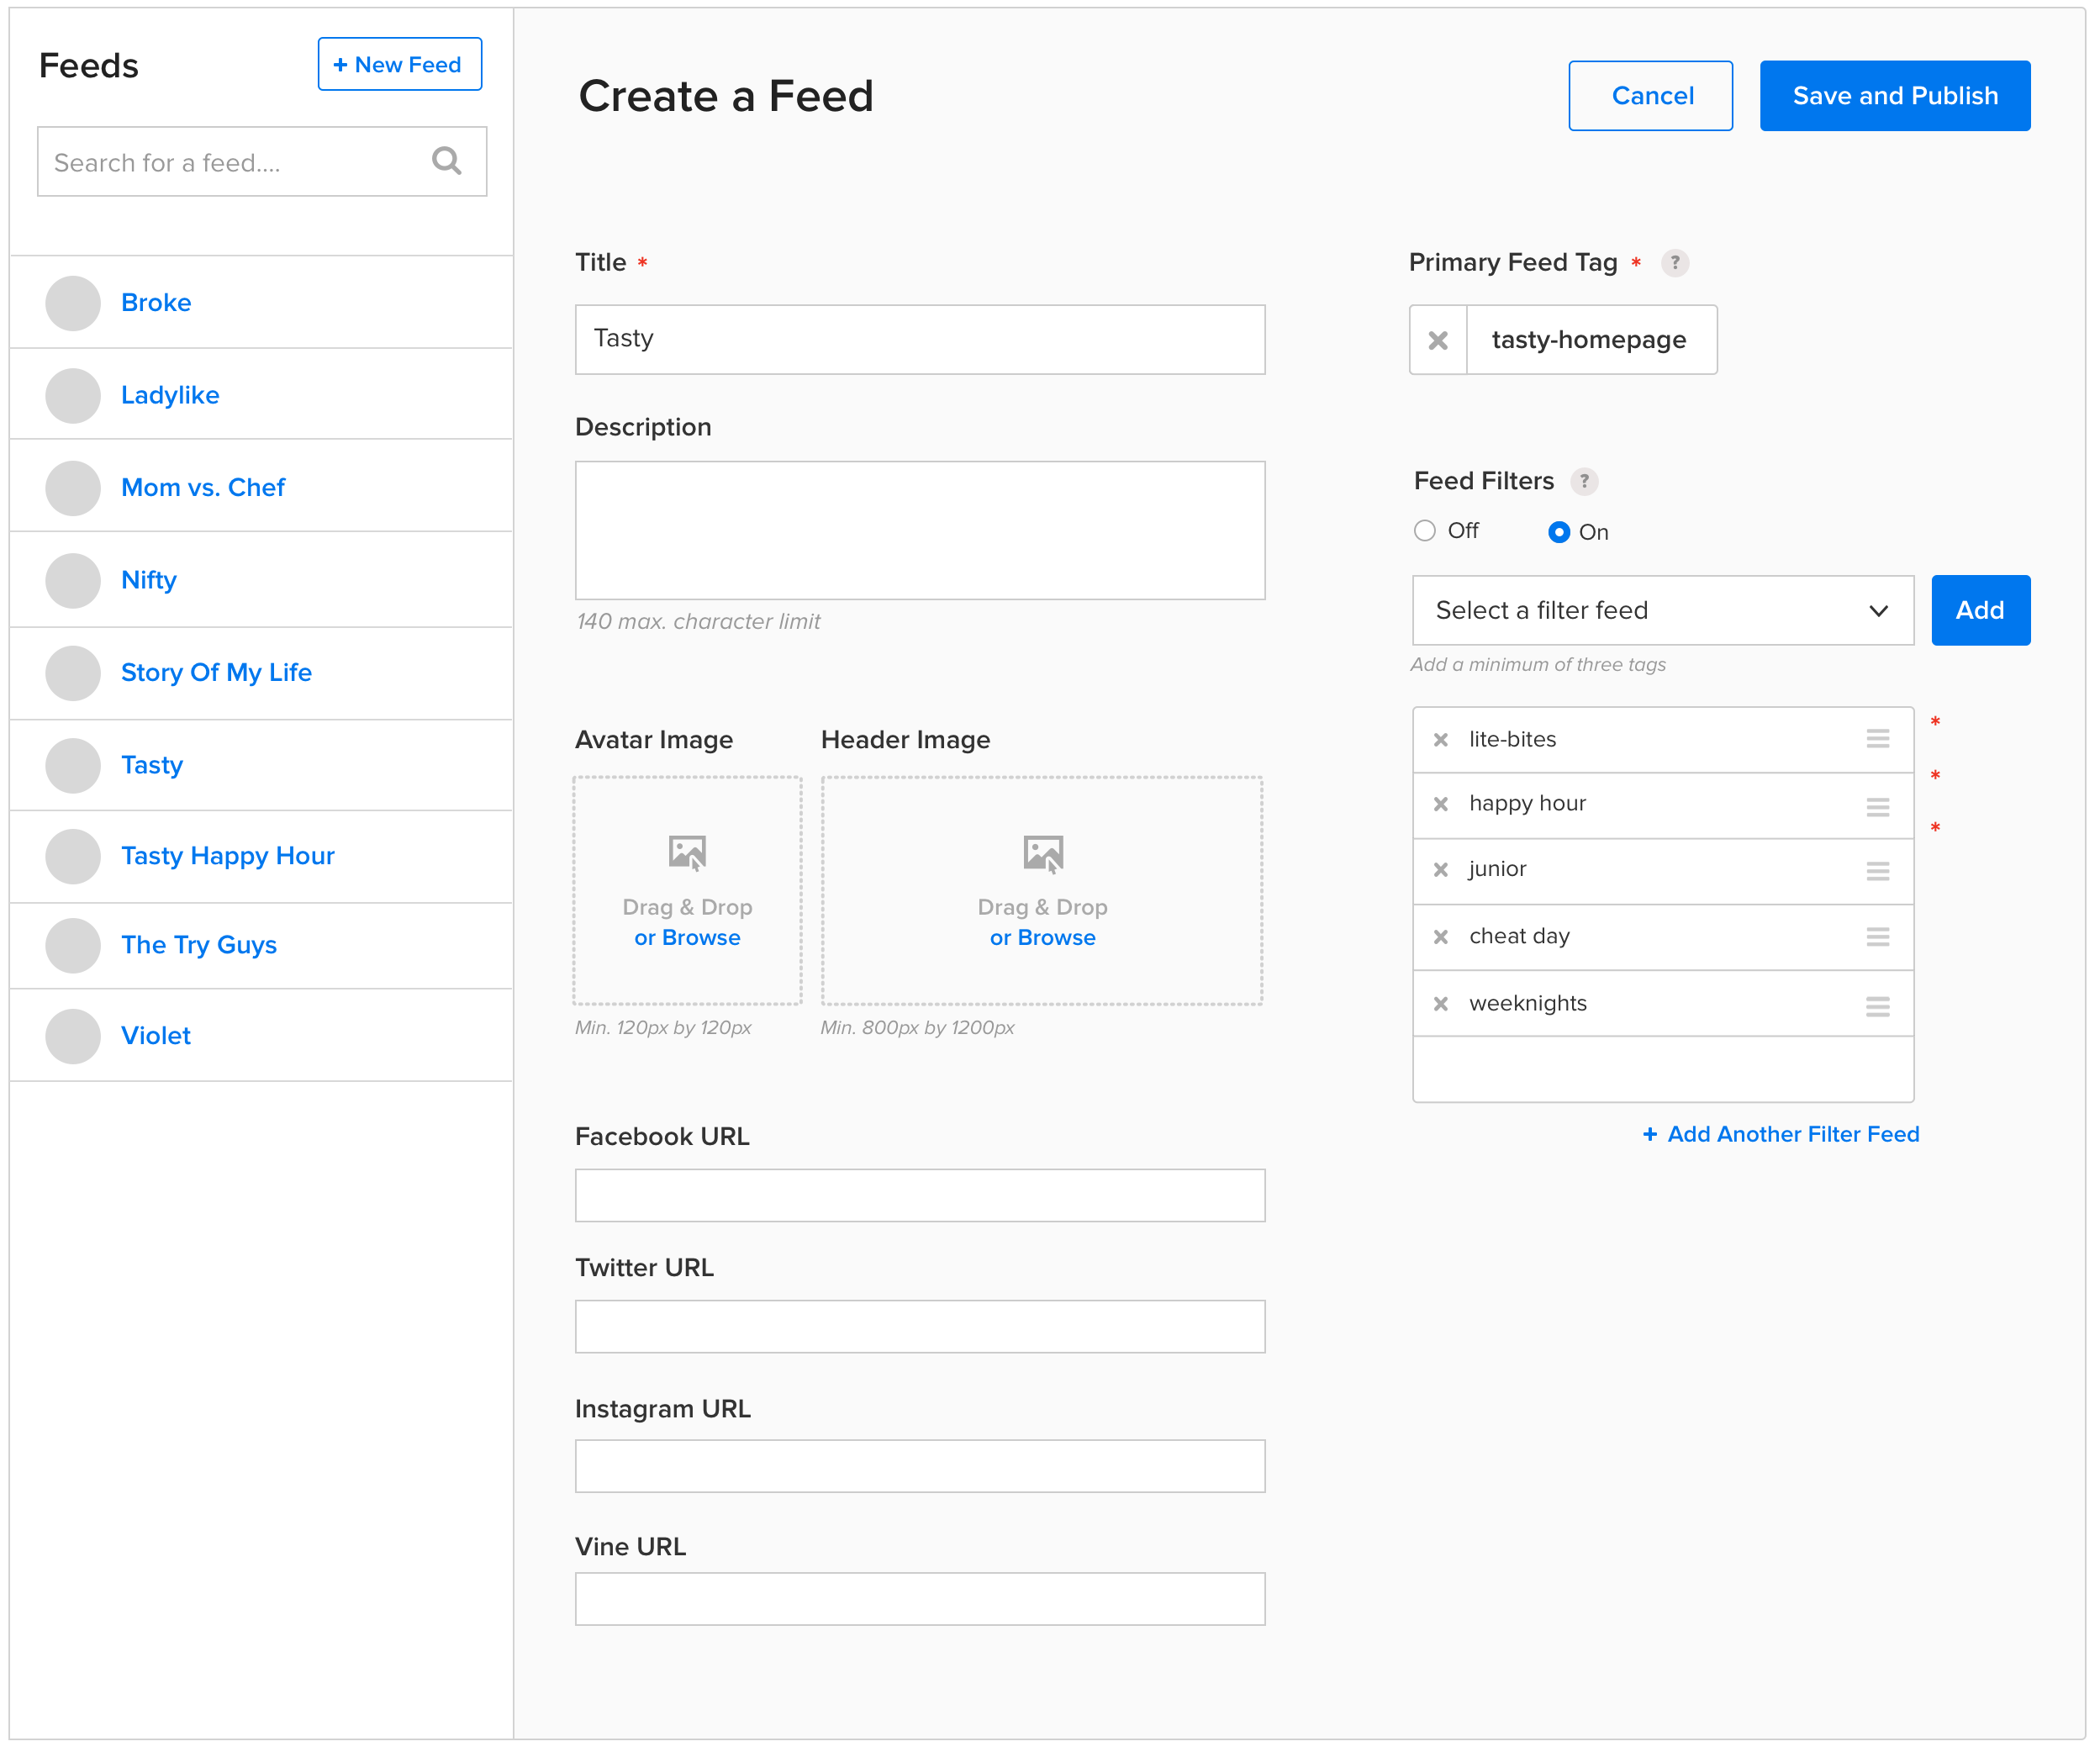 Feeds
+ New Feed
Search for a feed....
Broke
Ladylike
Mom vs. Chef
Nifty
Story Of My Life
Tasty
Tasty Happy Hour
The Try Guys
Violet
Create a Feed
Cancel
Save and Publish
Title *
Tasty
Description
140 max. character limit
Avatar Image
Drag & Drop
or Browse
Min. 120px by 120px
Header Image
Drag & Drop
or Browse
Min. 800px by 1200px
Facebook URL
Twitter URL
Instagram URL
Vine URL
Primary Feed Tag * ?
tasty-homepage
Feed Filters ?
Off
On
Select a filter feed
Add
Add a minimum of three tags
lite-bites *
happy hour *
junior *
cheat day
weeknights
+ Add Another Filter Feed